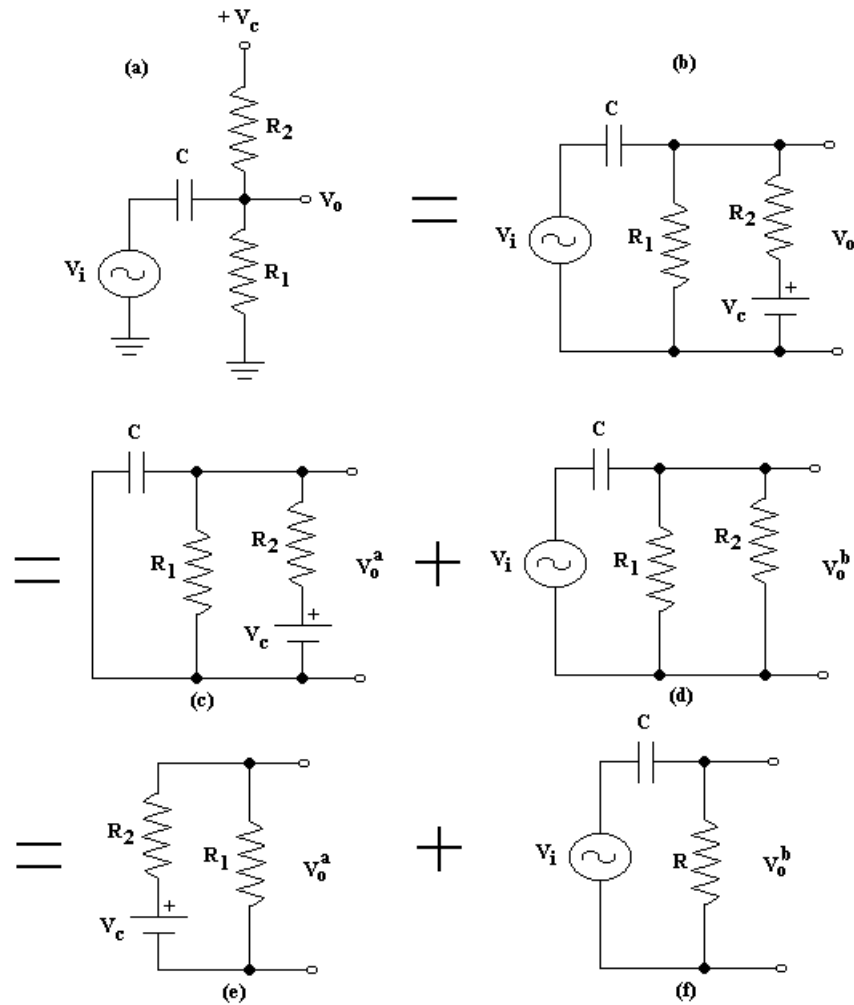 + Vc
(a)
R2
C
Vo
Vi
R1
(b)
C
R2
R1
Vi
Vo
+
Vc
=
C
R2
R1
Vo^a
+
Vc
(c)
=
+
C
Vi
R1
R2
Vo^b
(d)
=
R2
R1
Vo^a
+
Vc
(e)
+
C
Vi
R
Vo^b
(f)